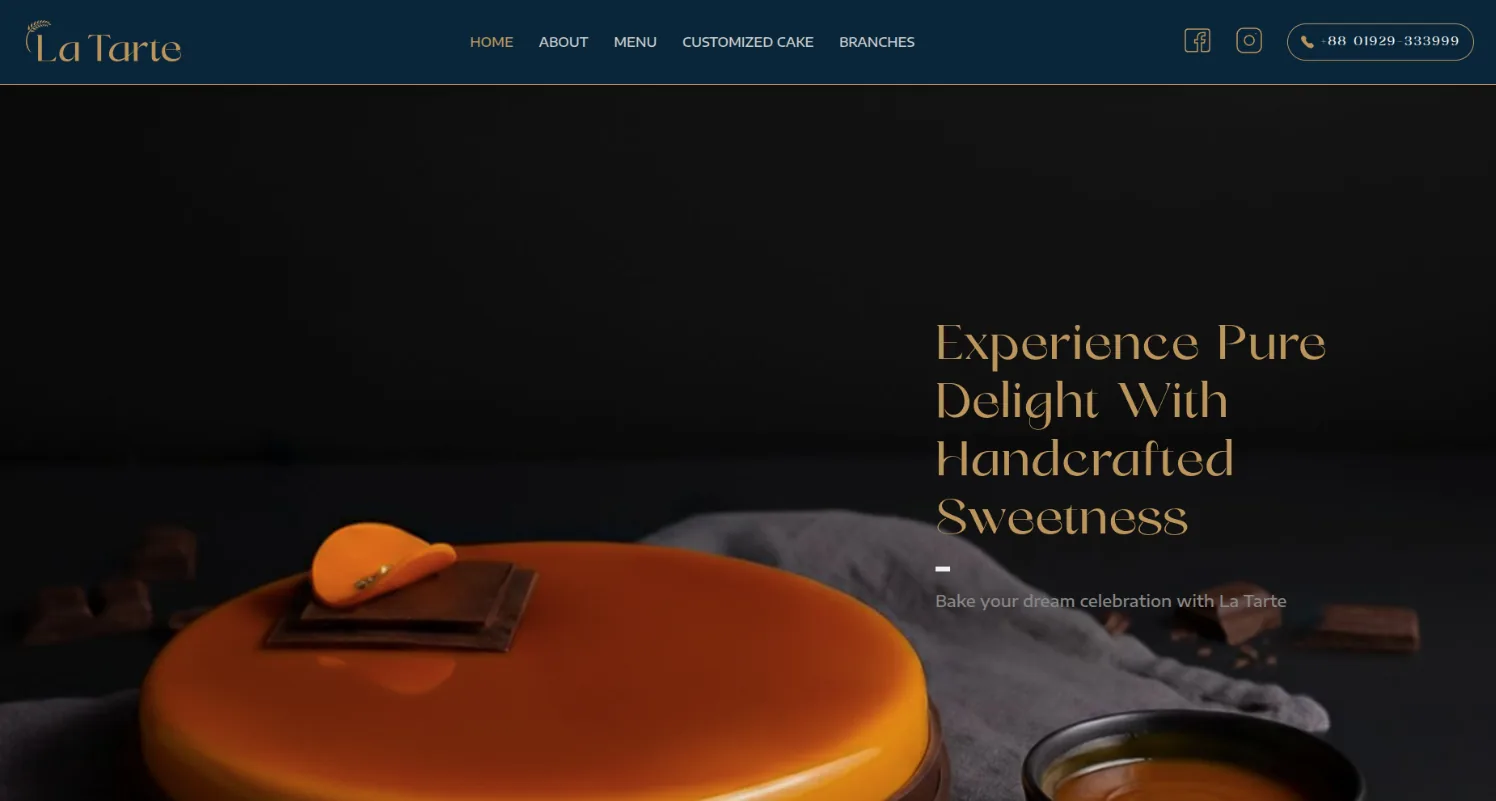 La Tarte
HOME ABOUT MENU CUSTOMIZED CAKE BRANCHES
+88 01929-333999
Experience Pure
Delight With
Handcrafted
Sweetness
Bake your dream celebration with La Tarte